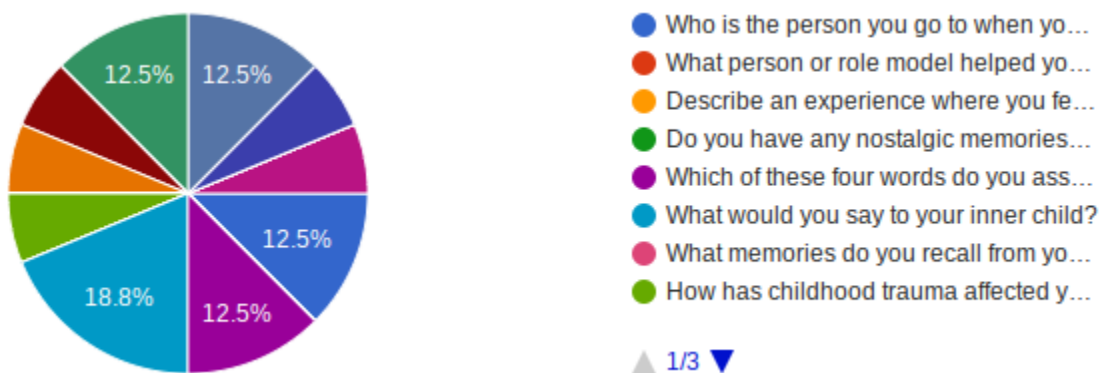 12.5%
12.5%
12.5%
12.5%
18.8%
Who is the person you go to when yo...
What person or role model helped yo...
Describe an experience where you fe...
Do you have any nostalgic memories...
Which of these four words do you ass...
What would you say to your inner child?
What memories do you recall from yo...
How has childhood trauma affected y...
1/3